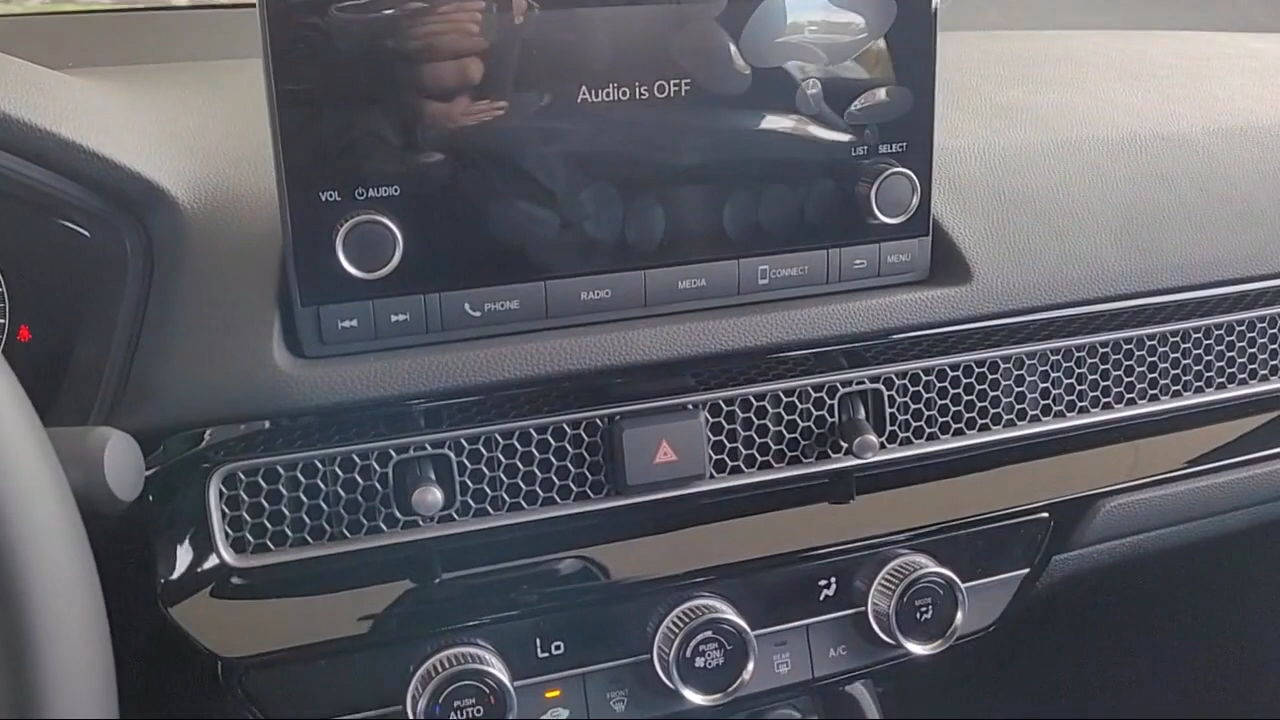 Audio is OFF
LIST SELECT
VOL AUDIO
PHONE RADIO MEDIA CONNECT MENU
Lo
MODE
PUSH
ON/
OFF
REAR
A/C
FRONT
PUSH
AUTO